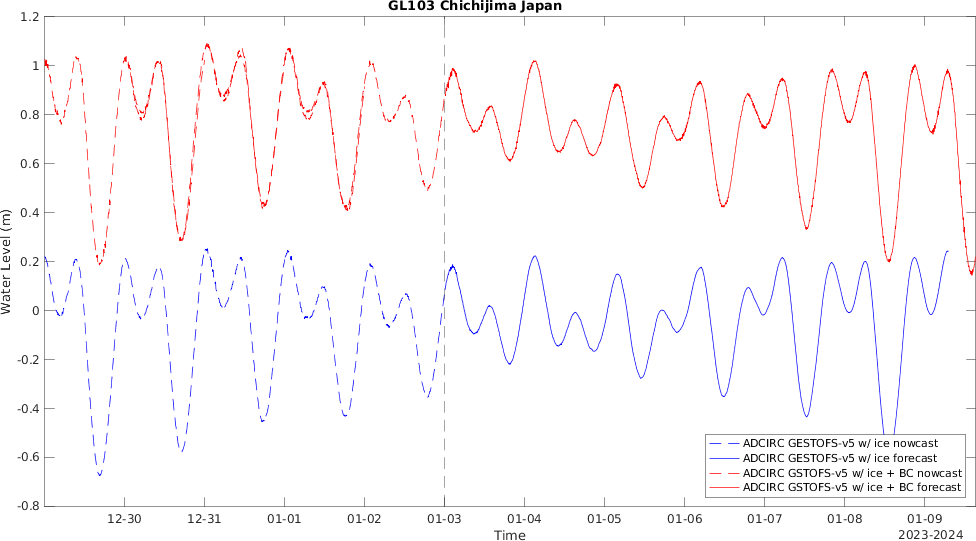 GL103 Chichijima Japan
1.2
1
0.8
0.6
0.4
0.2
0
-0.2
-0.4
-0.6
-0.8
Water Level (m)
ADCIRC GESTOFS-v5 w/ ice nowcast
ADCIRC GESTOFS-v5 w/ ice forecast
ADCIRC GSTOFS-v5 w/ ice + BC nowcast
ADCIRC GSTOFS-v5 w/ ice + BC forecast
12-30 12-31 01-01 01-02 01-03 01-04 01-05 01-06 01-07 01-08 01-09
Time
2023-2024